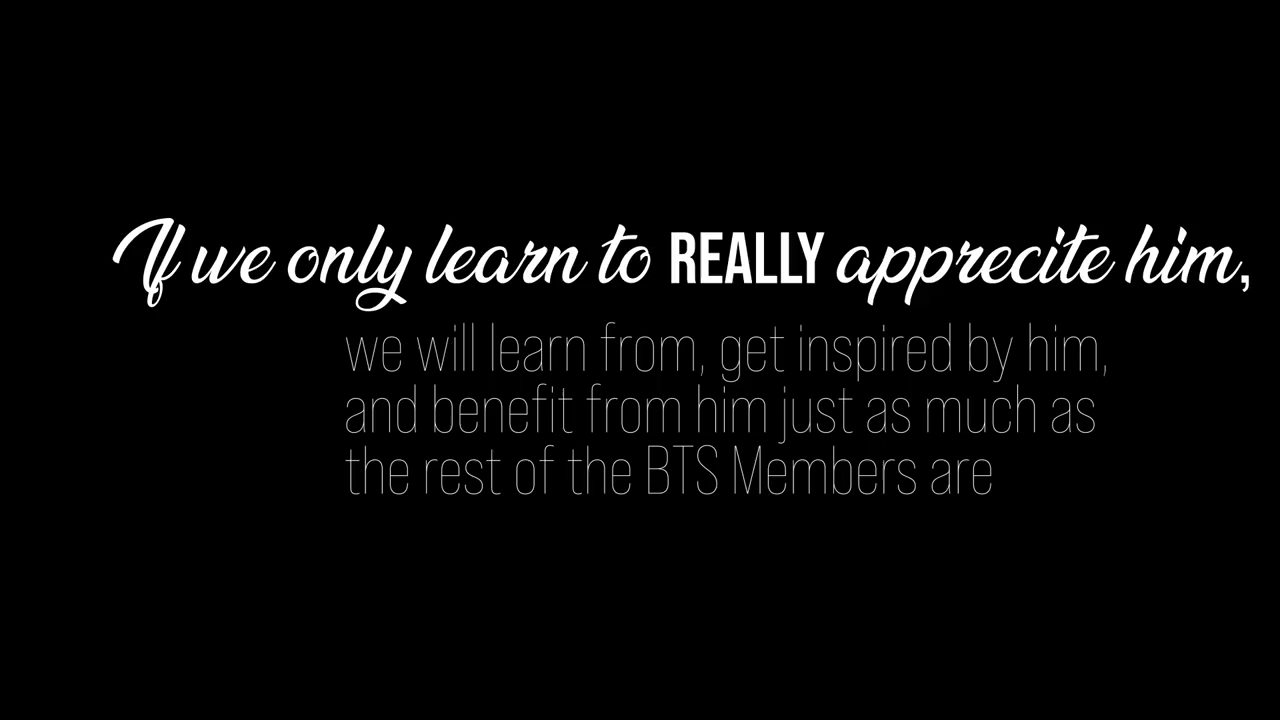 If we only learn to REALLY apprecite him,
we will learn from, get inspired by him,
and benefit from him just as much as
the rest of the BTS Members are